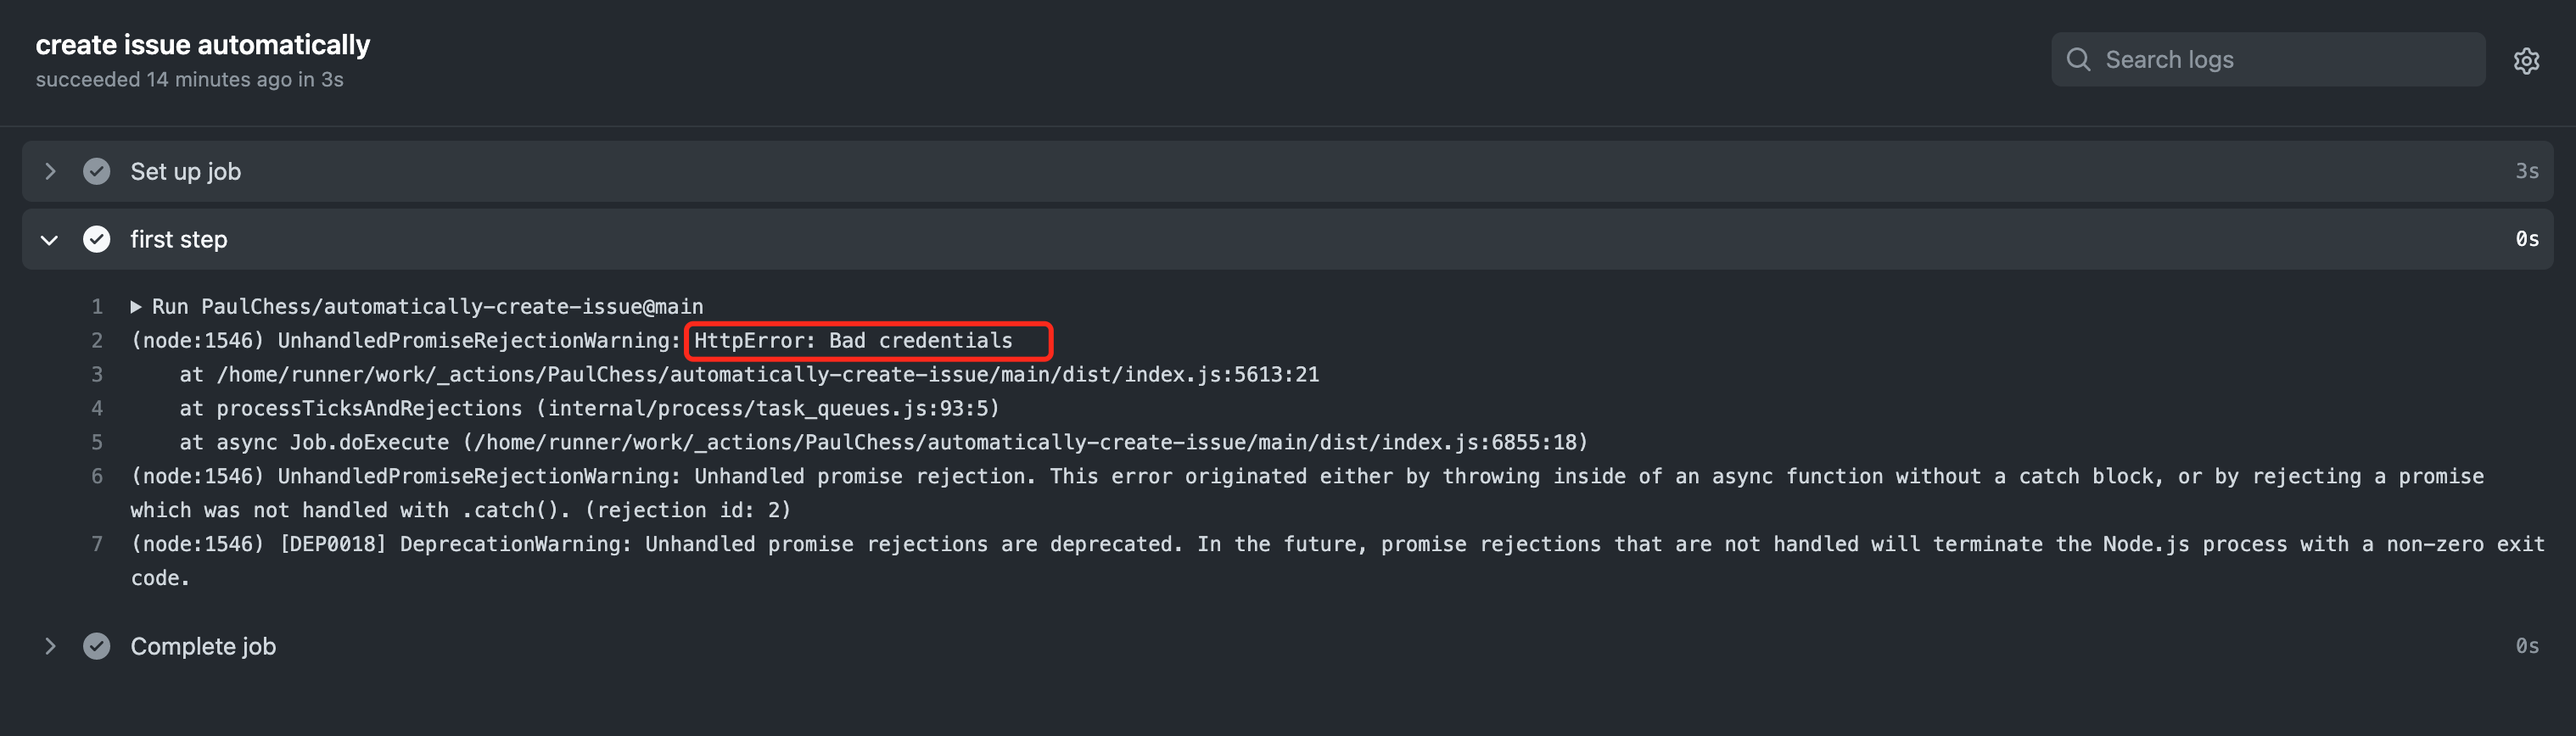 create issue automatically
succeeded 14 minutes ago in 3s
Search logs
Set up job 3s
first step 0s
1 Run PaulChess/automatically-create-issue@main
2 (node:1546) UnhandledPromiseRejectionWarning: HttpError: Bad credentials
3 at /home/runner/work/_actions/PaulChess/automatically-create-issue/main/dist/index.js:5613:21
4 at processTicksAndRejections (internal/process/task_queues.js:93:5)
5 at async Job.doExecute (/home/runner/work/_actions/PaulChess/automatically-create-issue/main/dist/index.js:6855:18)
6 (node:1546) UnhandledPromiseRejectionWarning: Unhandled promise rejection. This error originated either by throwing inside of an async function without a catch block, or by rejecting a promise
which was not handled with .catch(). (rejection id: 2)
7 (node:1546) [DEP0018] DeprecationWarning: Unhandled promise rejections are deprecated. In the future, promise rejections that are not handled will terminate the Node.js process with a non-zero exit
code.
Complete job 0s